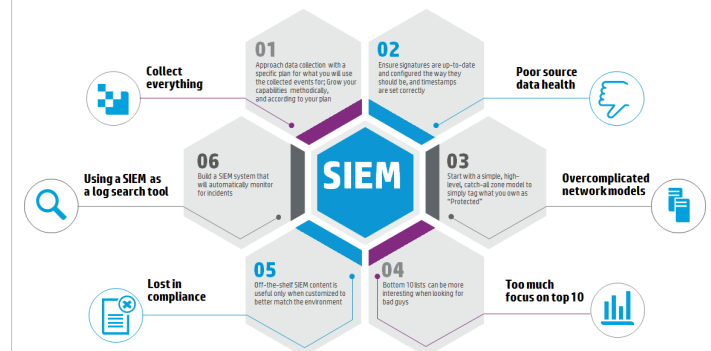 01
Approach data collection with a
specific plan for what you will use
the collected events for; Grow your
capabilities methodically,
and according to your plan
02
Ensure signatures are up-to-date
and configured the way they
should be, and timestamps
are set correctly
Collect
everything
Poor source
data health
06
Build a SIEM system that
will automatically monitor
for incidents
SIEM
03
Start with a simple, high-
level, catch-all zone model to
simply tag what you own as
"Protected"
Using a SIEM as
a log search tool
Overcomplicated
network models
05
Off-the-shelf SIEM content is
useful only when customized to
better match the environment
04
Bottom 10 lists can be more
interesting when looking for
bad guys
Lost in
compliance
Too much
focus on top 10